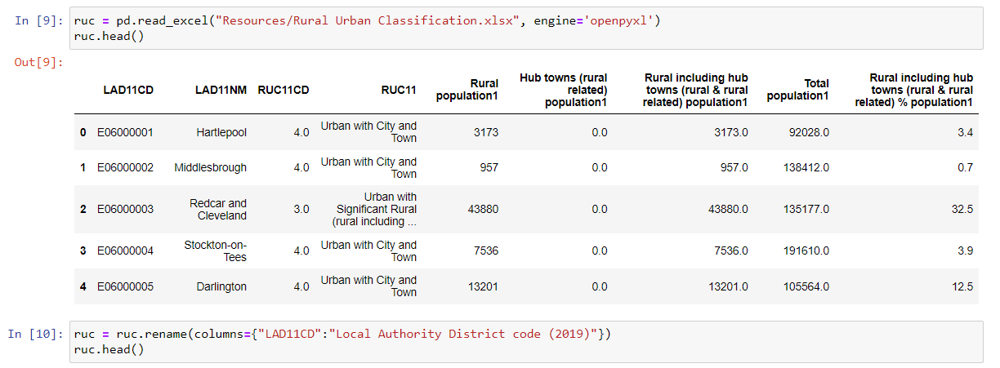 In [9]: ruc = pd.read_excel("Resources/Rural Urban Classification.xlsx", engine='openpyxl')
ruc.head()
Out[9]:
LAD11CD LAD11NM RUC11CD RUC11 Rural population1 Hub towns (rural related) population1 Rural including hub towns (rural & rural related) population1 Total population1 Rural including hub towns (rural & rural related) % population1
0 E06000001 Hartlepool 4.0 Urban with City and Town 3173 0.0 3173.0 92028.0 3.4
1 E06000002 Middlesbrough 4.0 Urban with City and Town 957 0.0 957.0 138412.0 0.7
2 E06000003 Redcar and Cleveland 3.0 Urban with Significant Rural (rural including ... 43880 0.0 43880.0 135177.0 32.5
3 E06000004 Stockton-on-Tees 4.0 Urban with City and Town 7536 0.0 7536.0 191610.0 3.9
4 E06000005 Darlington 4.0 Urban with City and Town 13201 0.0 13201.0 105564.0 12.5
In [10]: ruc = ruc.rename(columns={"LAD11CD":"Local Authority District code (2019)"})
ruc.head()